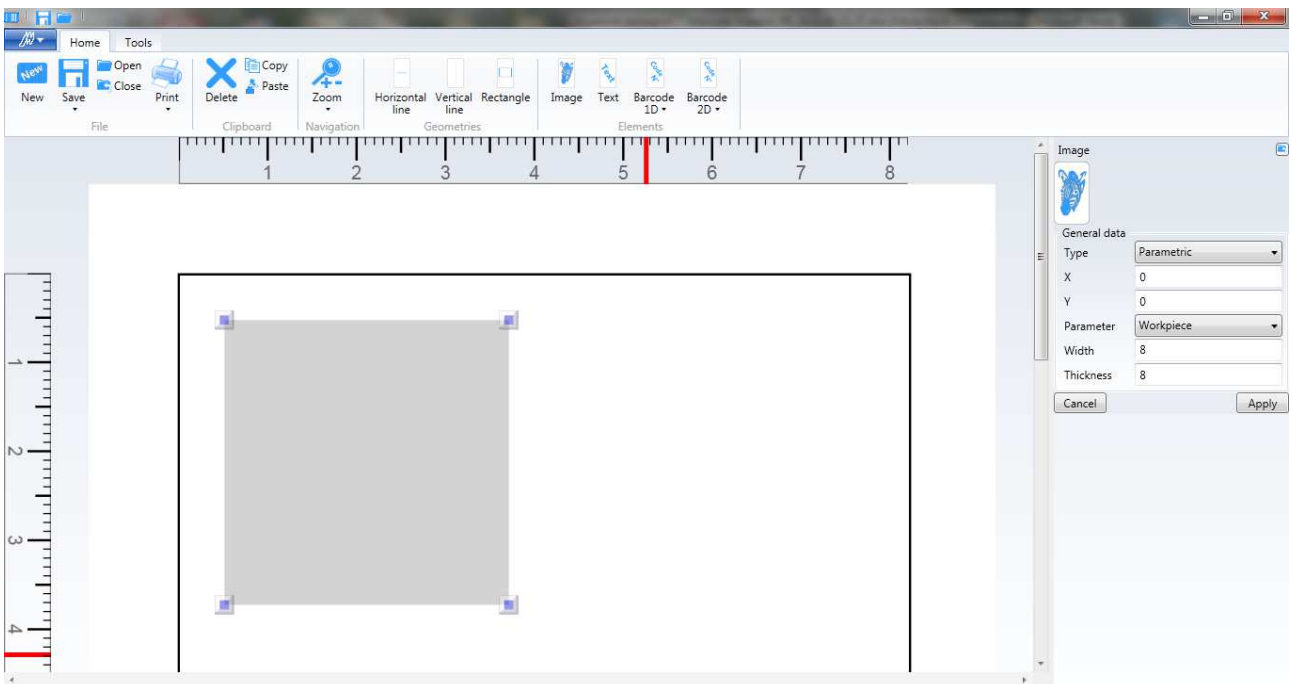 Home Tools
New
New Save Open Close Print
Delete Copy Paste
Zoom
Horizontal line Vertical line Rectangle
Image Text Barcode 1D Barcode 2D
File Clipboard Navigation Geometries Elements
1 2 3 4 5 6 7 8
1
2
3
4
Image
General data
Type Parametric
X 0
Y 0
Parameter Workpiece
Width 8
Thickness 8
Cancel Apply